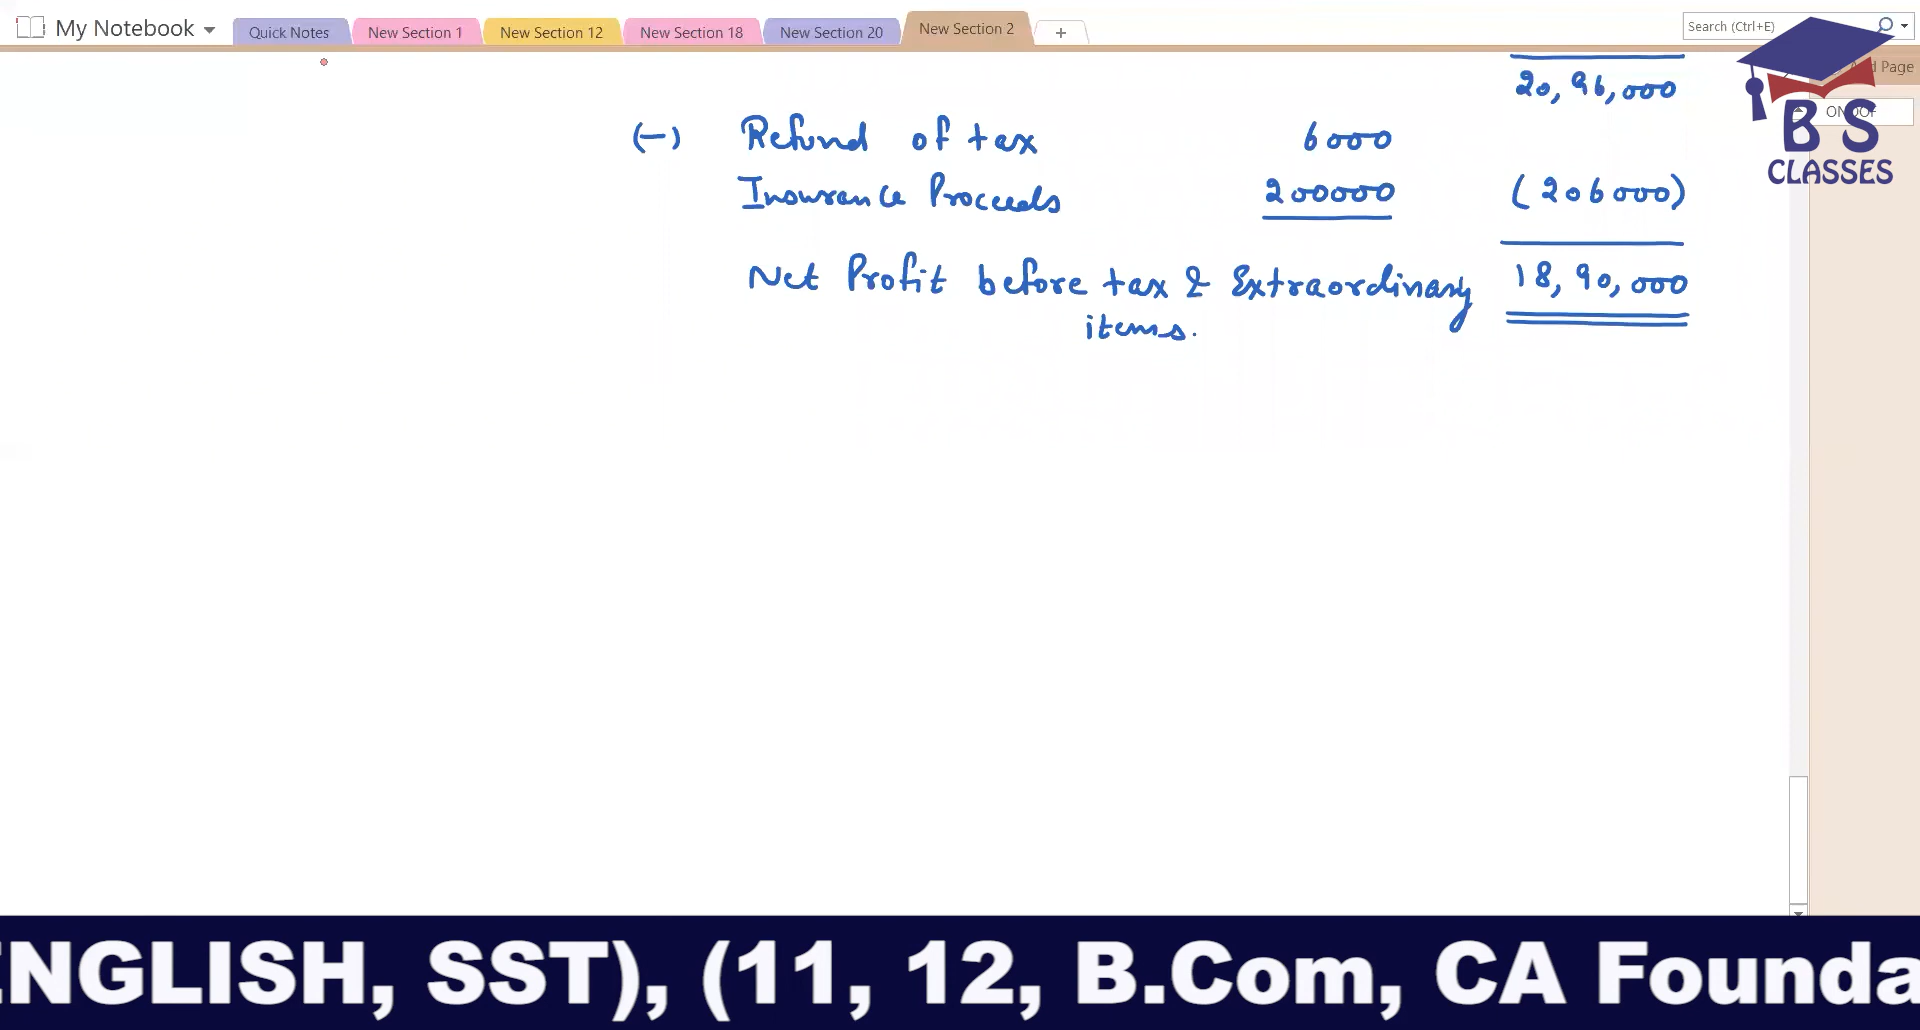 My Notebook
Quick Notes
New Section 1
New Section 12
New Section 18
New Section 20
New Section 2
+
Search (Ctrl+E)
d Page
BS
CLASSES
20,96,000
(-) Refund of tax 6000
Insurance Proceeds 200000 (206000)
Net Profit before tax & Extraordinary 18,90,000
items.
NGLISH, SST), (11, 12, B.Com, CA Founda